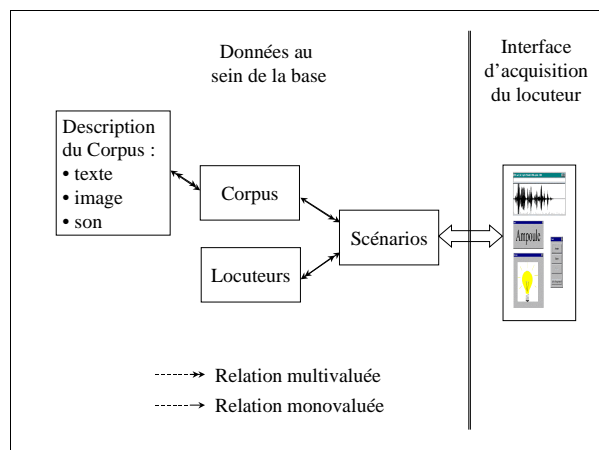 Données au
sein de la base
Interface
d'acquisition
du locuteur
Description
du Corpus :
• texte
• image
• son
Corpus
Locuteurs
Scénarios
Ampoule
Relation multivaluée
Relation monovaluée